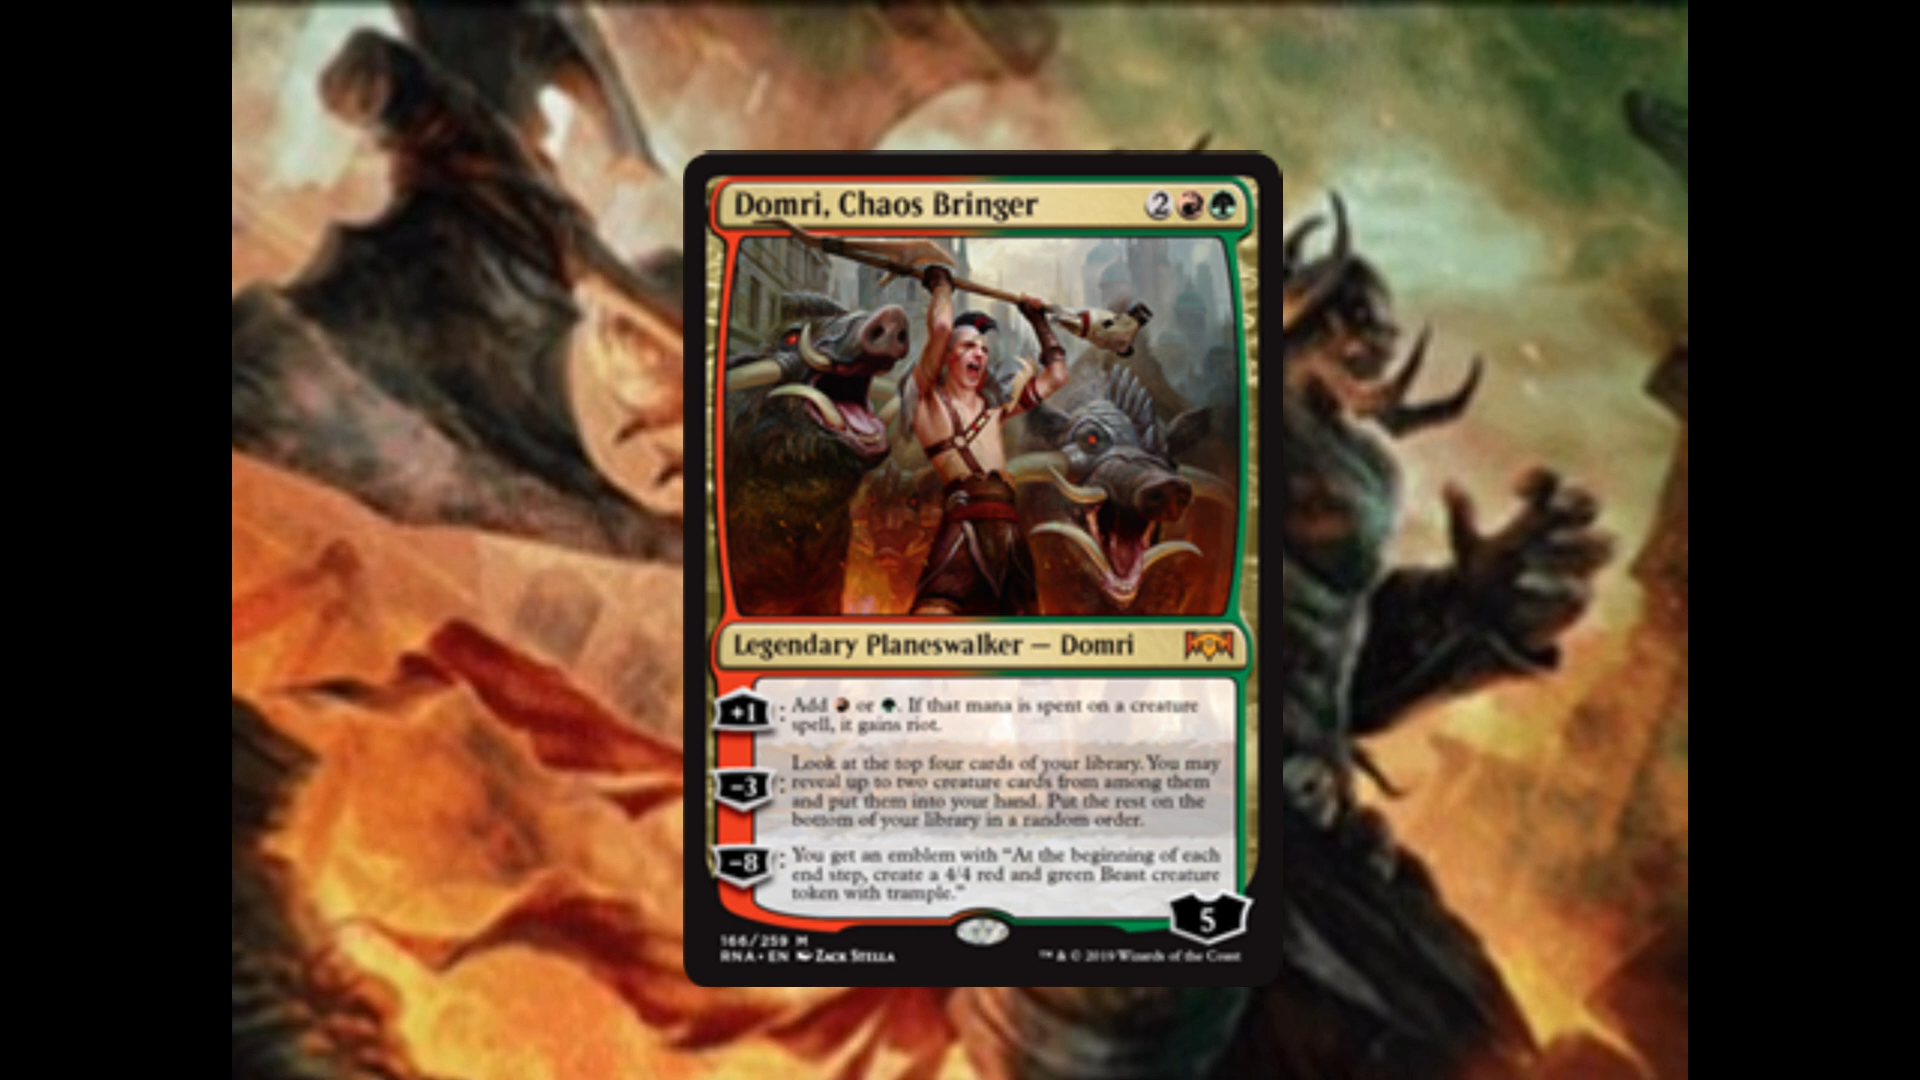 Domri, Chaos Bringer 2
Legendary Planeswalker — Domri
+1 : Add or . If that mana is spent on a creature
spell, it gains riot.
−3 : Look at the top four cards of your library. You may
reveal up to two creature cards from among them
and put them into your hand. Put the rest on the
bottom of your library in a random order.
−8 : You get an emblem with “At the beginning of each
end step, create a 4/4 red and green Beast creature
token with trample.”
5
166/259 M
RNA • EN Zack Stella
™ & © 2019 Wizards of the Coast